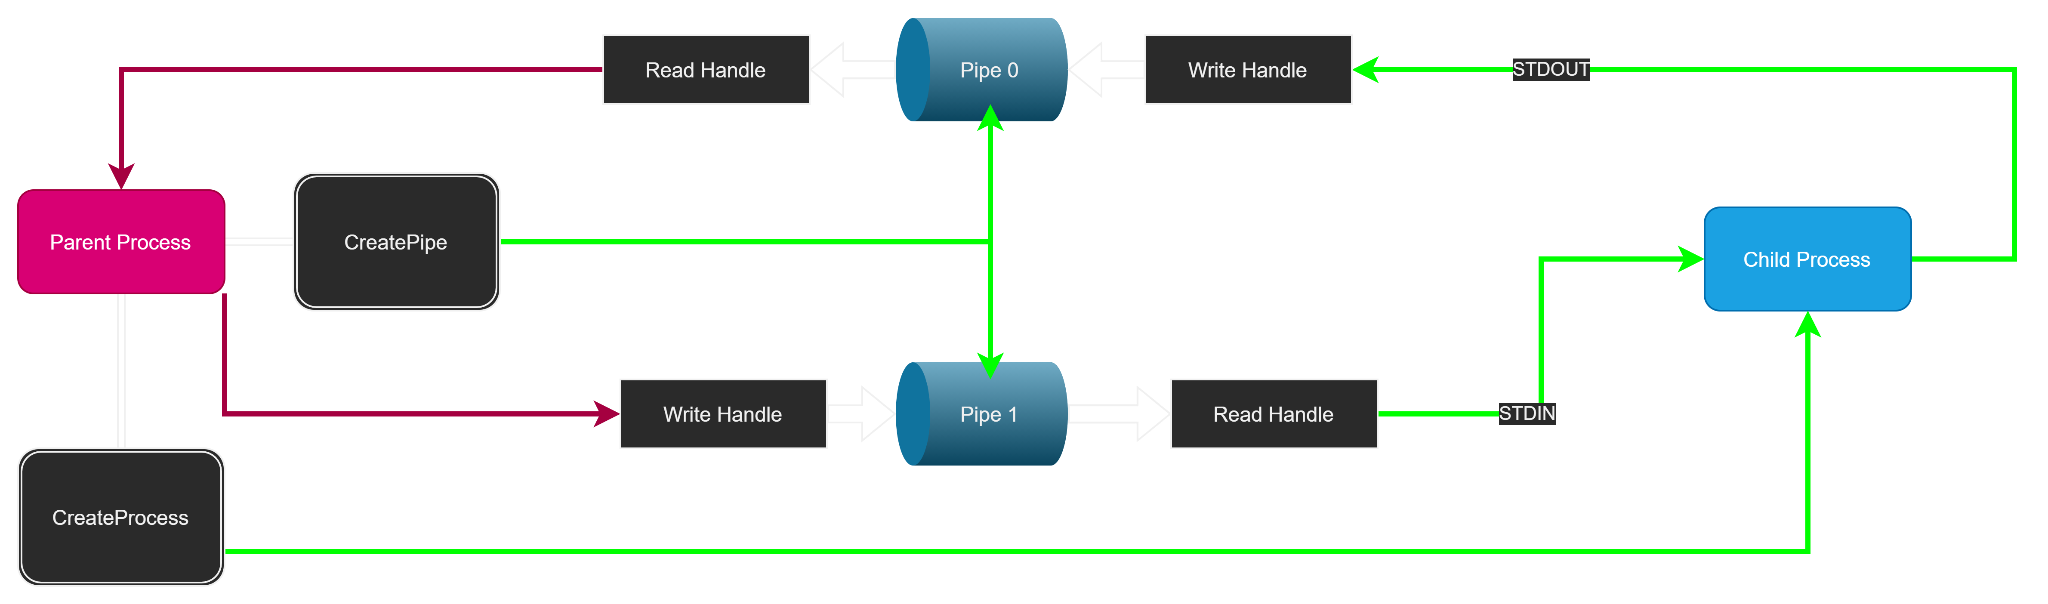 Read Handle
Pipe 0
Write Handle
STDOUT
Parent Process
CreatePipe
Child Process
Write Handle
Pipe 1
Read Handle
STDIN
CreateProcess